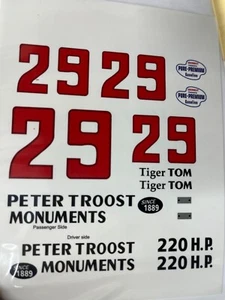 29
29
PURE-PREMIUM
Gasoline
PURE-PREMIUM
Gasoline
29
29
Tiger TOM
Tiger TOM
PETER TROOST
MONUMENTS
SINCE
1889
Passenger Side
Driver side
SINCE
1889
PETER TROOST
MONUMENTS
220 H.P.
220 H.P.